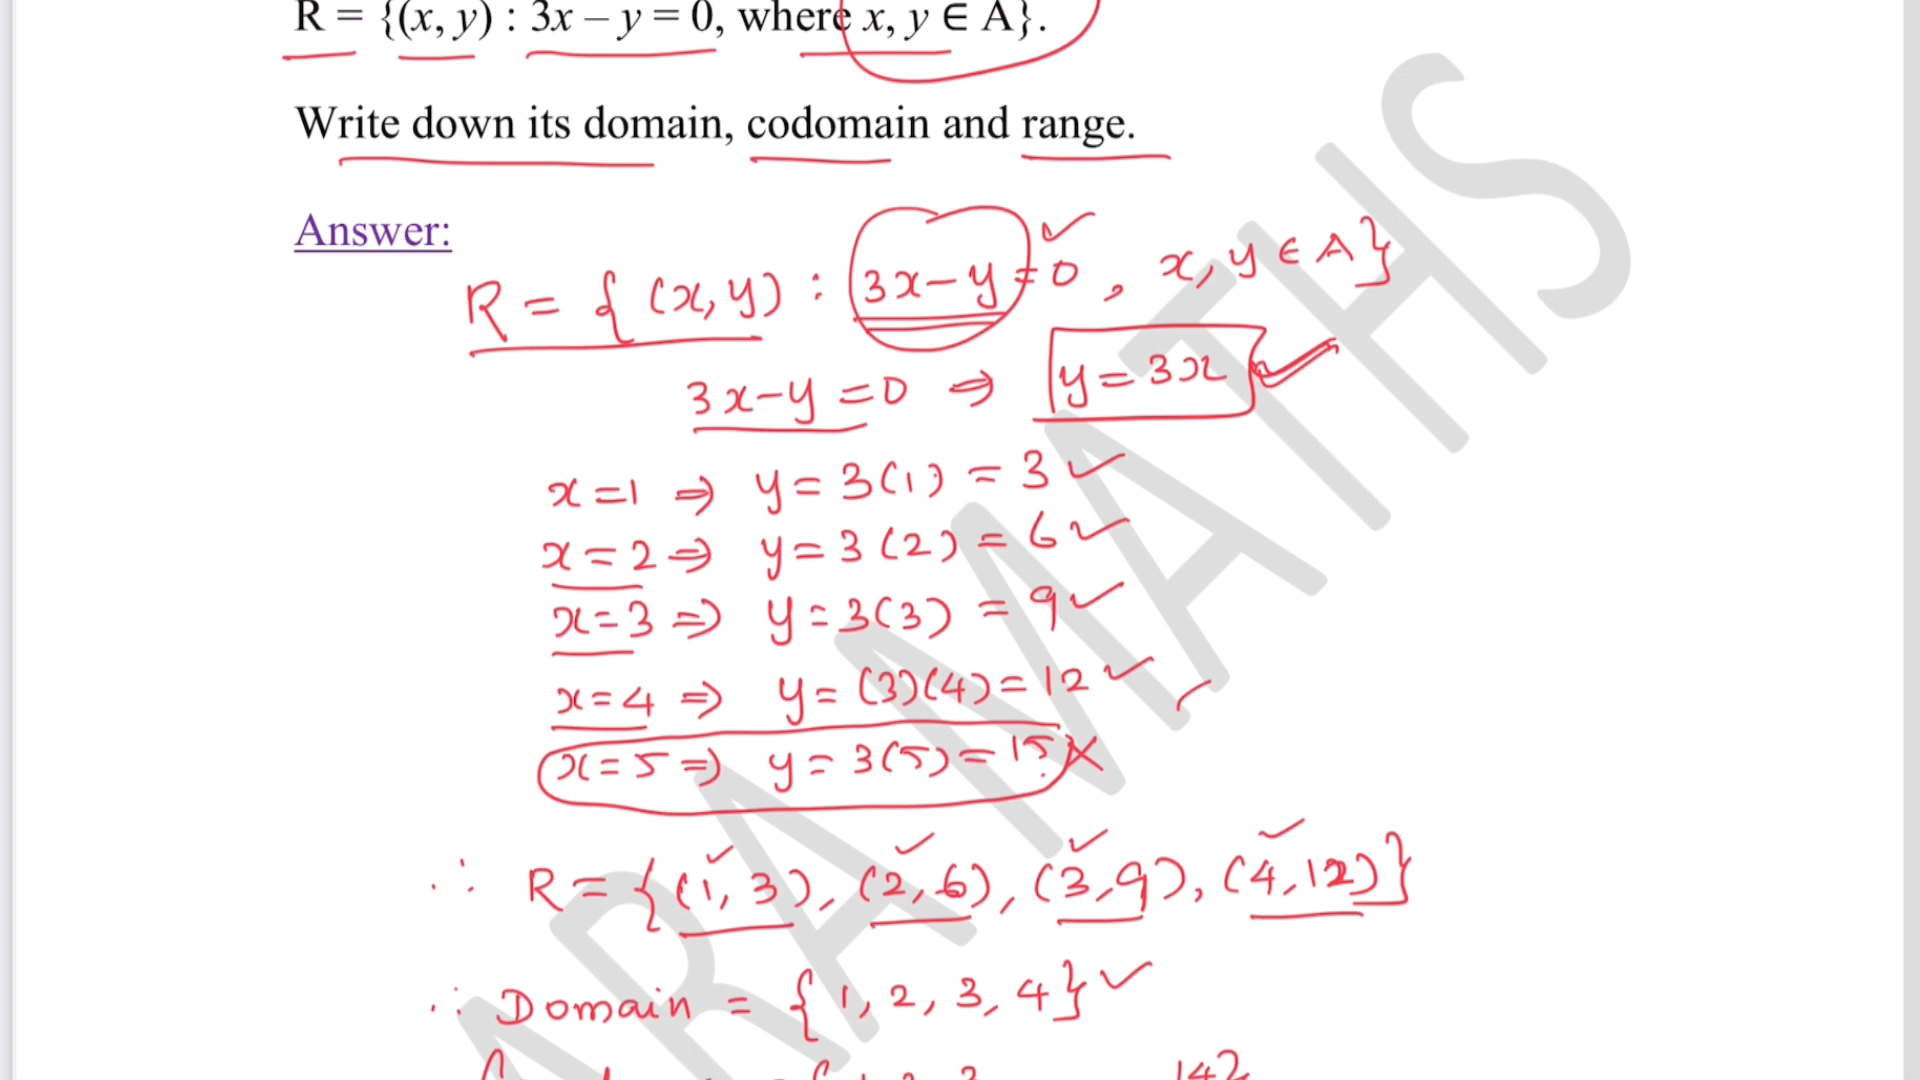 R = {(x, y) : 3x – y = 0, where x, y ∈ A}.
Write down its domain, codomain and range.
Answer:
R = { (x,y) : 3x-y=0 , x, y ∈ A}
3x-y=0 ⇒ y=3x
x=1 ⇒ y=3(1) = 3
x=2 ⇒ y=3(2) = 6
x=3 ⇒ y=3(3) = 9
x=4 ⇒ y=(3)(4)=12
x=5 ⇒ y=3(5)=15
∴ R={(1,3), (2,6), (3,9), (4,12)}
∴ Domain = {1, 2, 3, 4}
14}
ARAMATHS